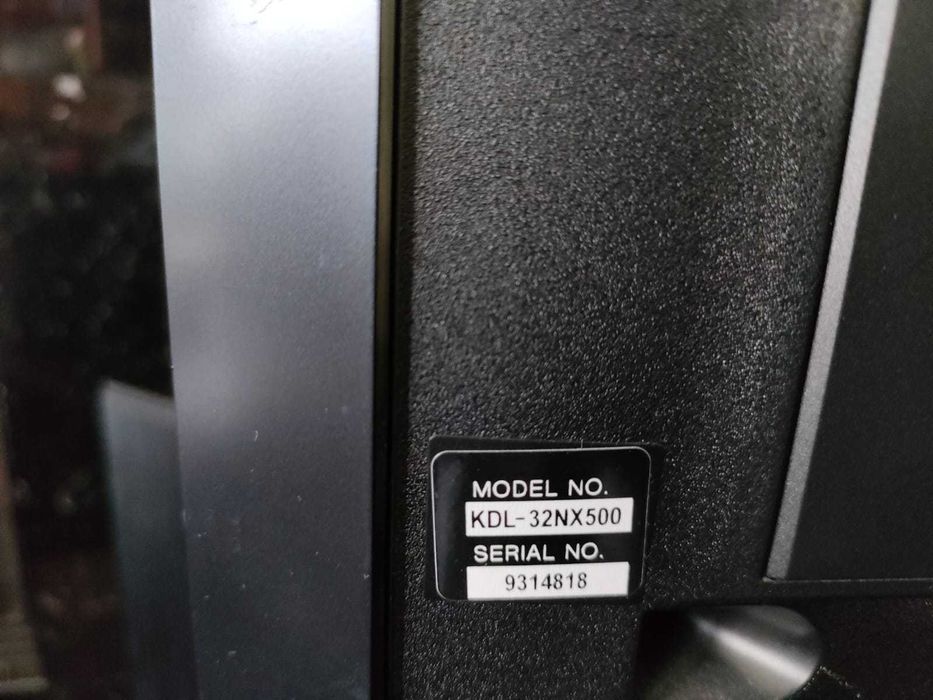 MODEL NO.
KDL-32NX500
SERIAL NO.
9314818